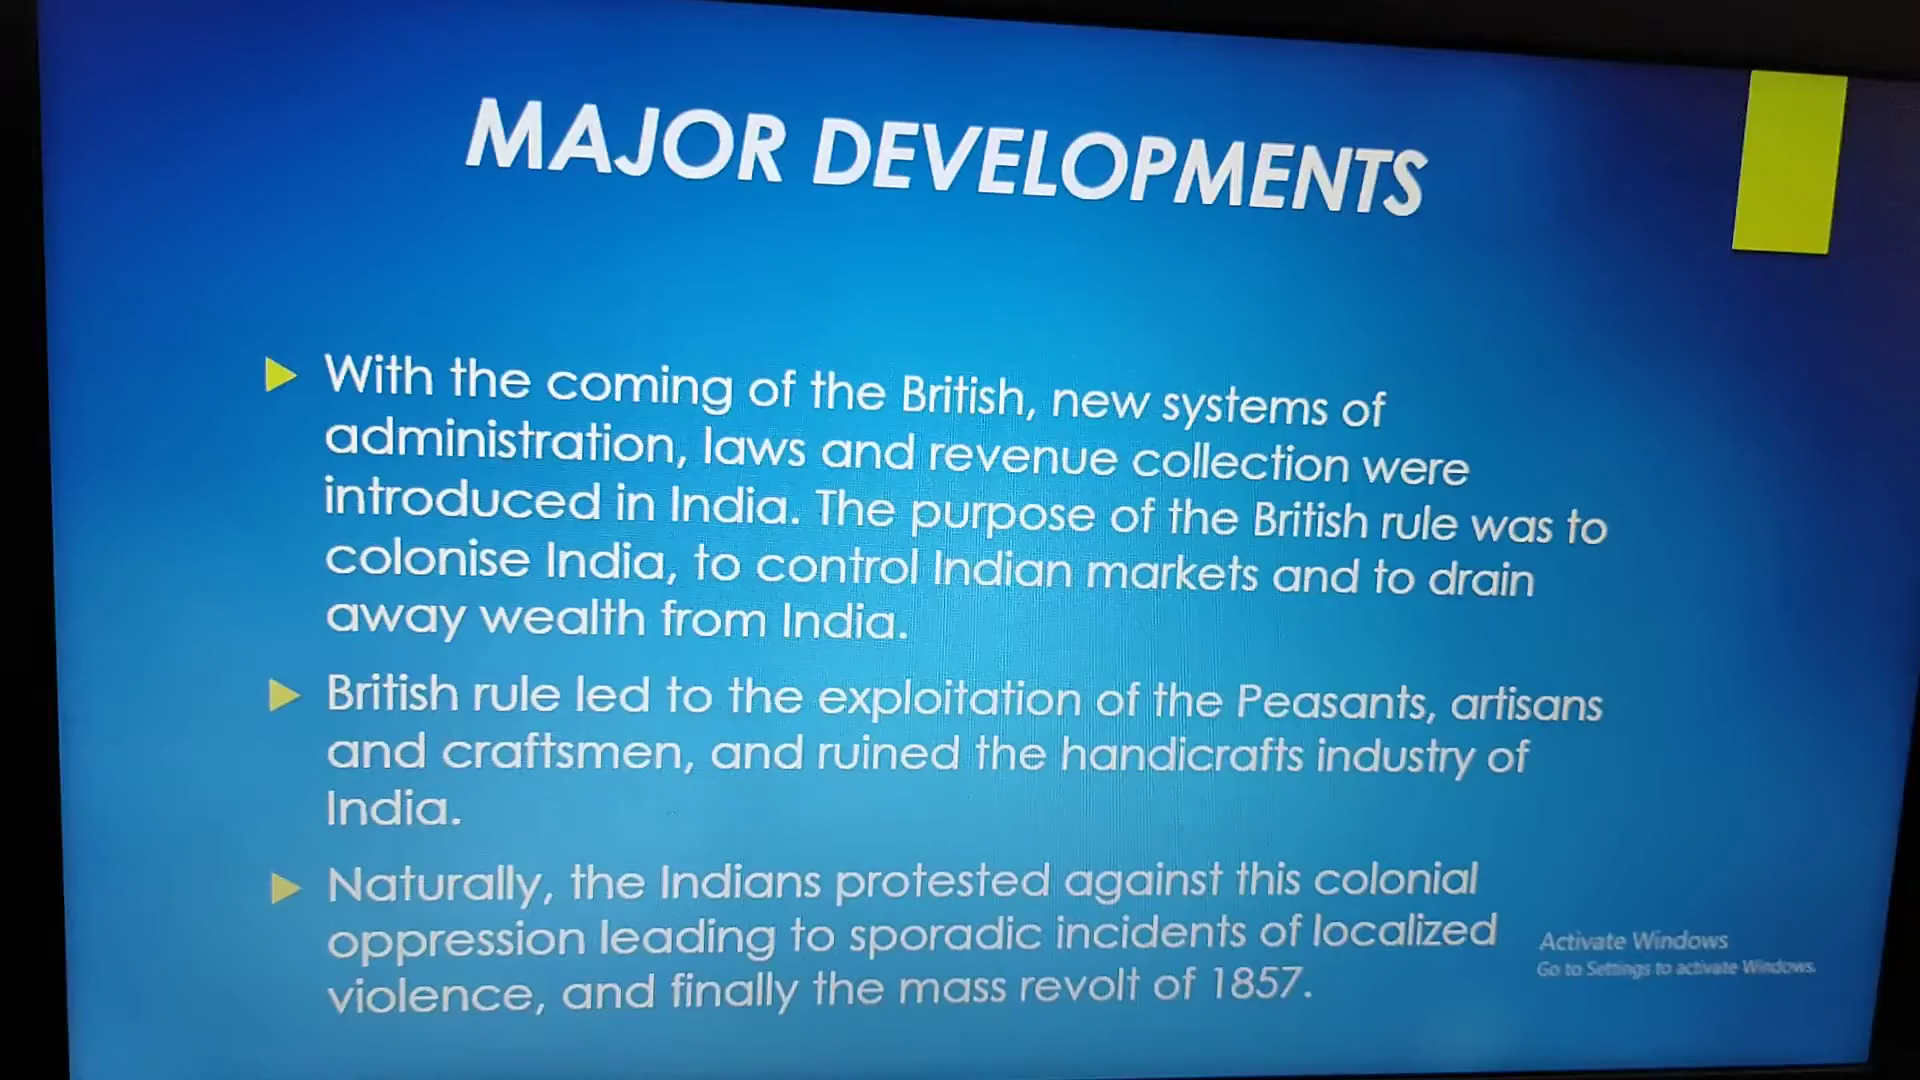 MAJOR DEVELOPMENTS
With the coming of the British, new systems of
administration, laws and revenue collection were
introduced in India. The purpose of the British rule was to
colonise India, to control Indian markets and to drain
away wealth from India.
British rule led to the exploitation of the Peasants, artisans
and craftsmen, and ruined the handicrafts industry of
India.
Naturally, the Indians protested against this colonial
oppression leading to sporadic incidents of localized
violence, and finally the mass revolt of 1857.
Activate Windows
Go to Settings to activate Windows.